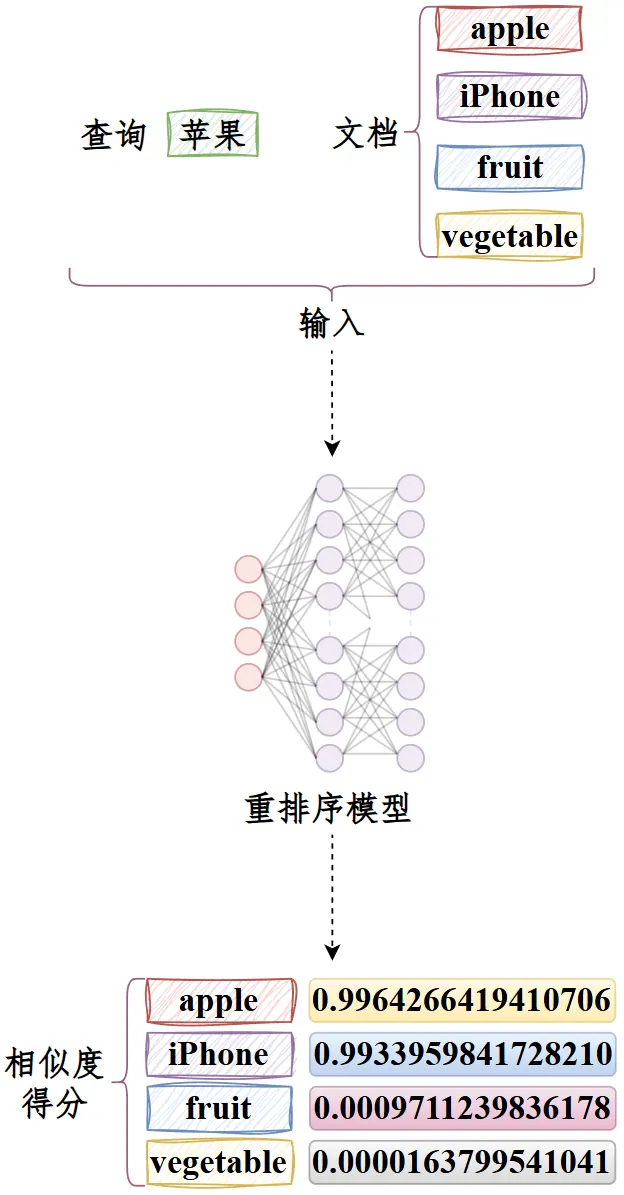 查询
苹果
文档
apple
iPhone
fruit
vegetable
输入
重排序模型
相似度
得分
apple 0.9964266419410706
iPhone 0.9933959841728210
fruit 0.0009711239836178
vegetable 0.0000163799541041